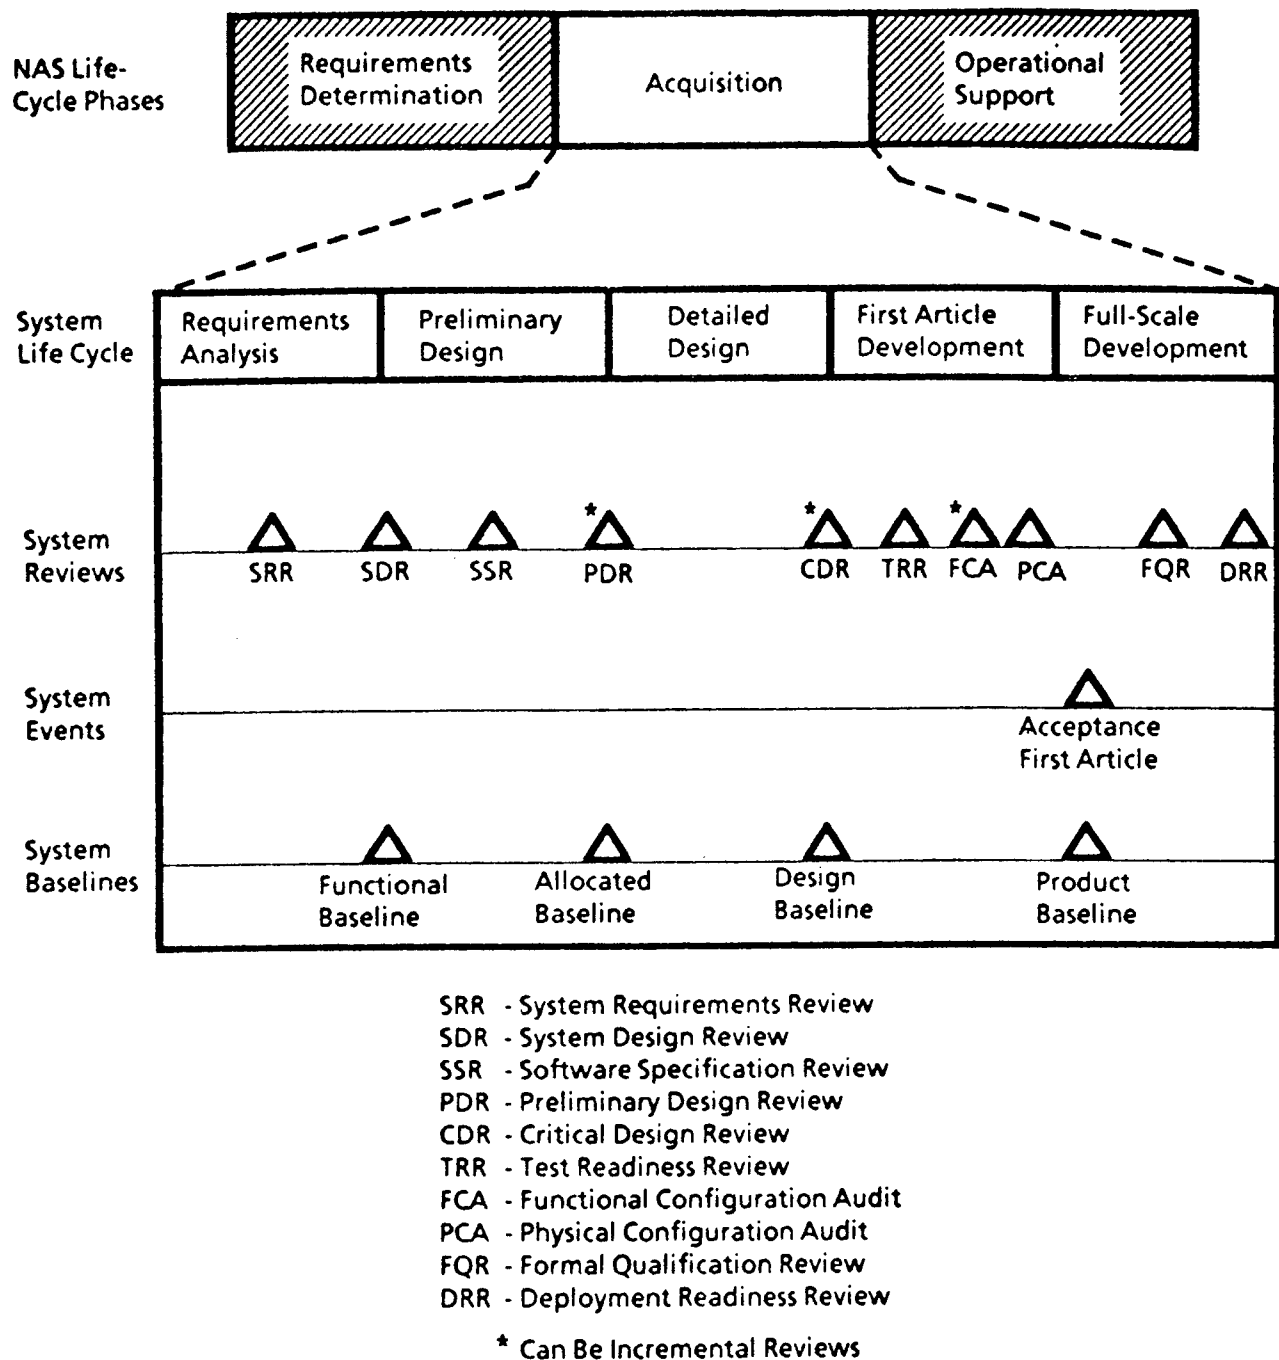 NAS Life-
Cycle Phases
Requirements
Determination
Acquisition
Operational
Support
System
Life Cycle
Requirements
Analysis
Preliminary
Design
Detailed
Design
First Article
Development
Full-Scale
Development
System
Reviews
* * *
SRR SDR SSR PDR CDR TRR FCA PCA FQR DRR
System
Events
Acceptance
First Article
System
Baselines
Functional
Baseline
Allocated
Baseline
Design
Baseline
Product
Baseline
SRR - System Requirements Review
SDR - System Design Review
SSR - Software Specification Review
PDR - Preliminary Design Review
CDR - Critical Design Review
TRR - Test Readiness Review
FCA - Functional Configuration Audit
PCA - Physical Configuration Audit
FQR - Formal Qualification Review
DRR - Deployment Readiness Review
* Can Be Incremental Reviews